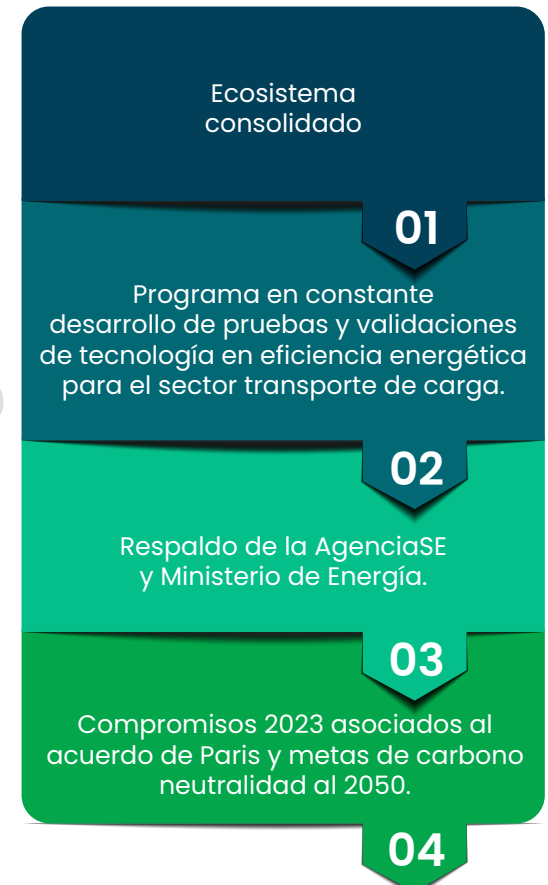 Ecosistema
consolidado
01
Programa en constante
desarrollo de pruebas y validaciones
de tecnología en eficiencia energética
para el sector transporte de carga.
02
Respaldo de la AgenciaSE
y Ministerio de Energía.
03
Compromisos 2023 asociados al
acuerdo de Paris y metas de carbono
neutralidad al 2050.
04